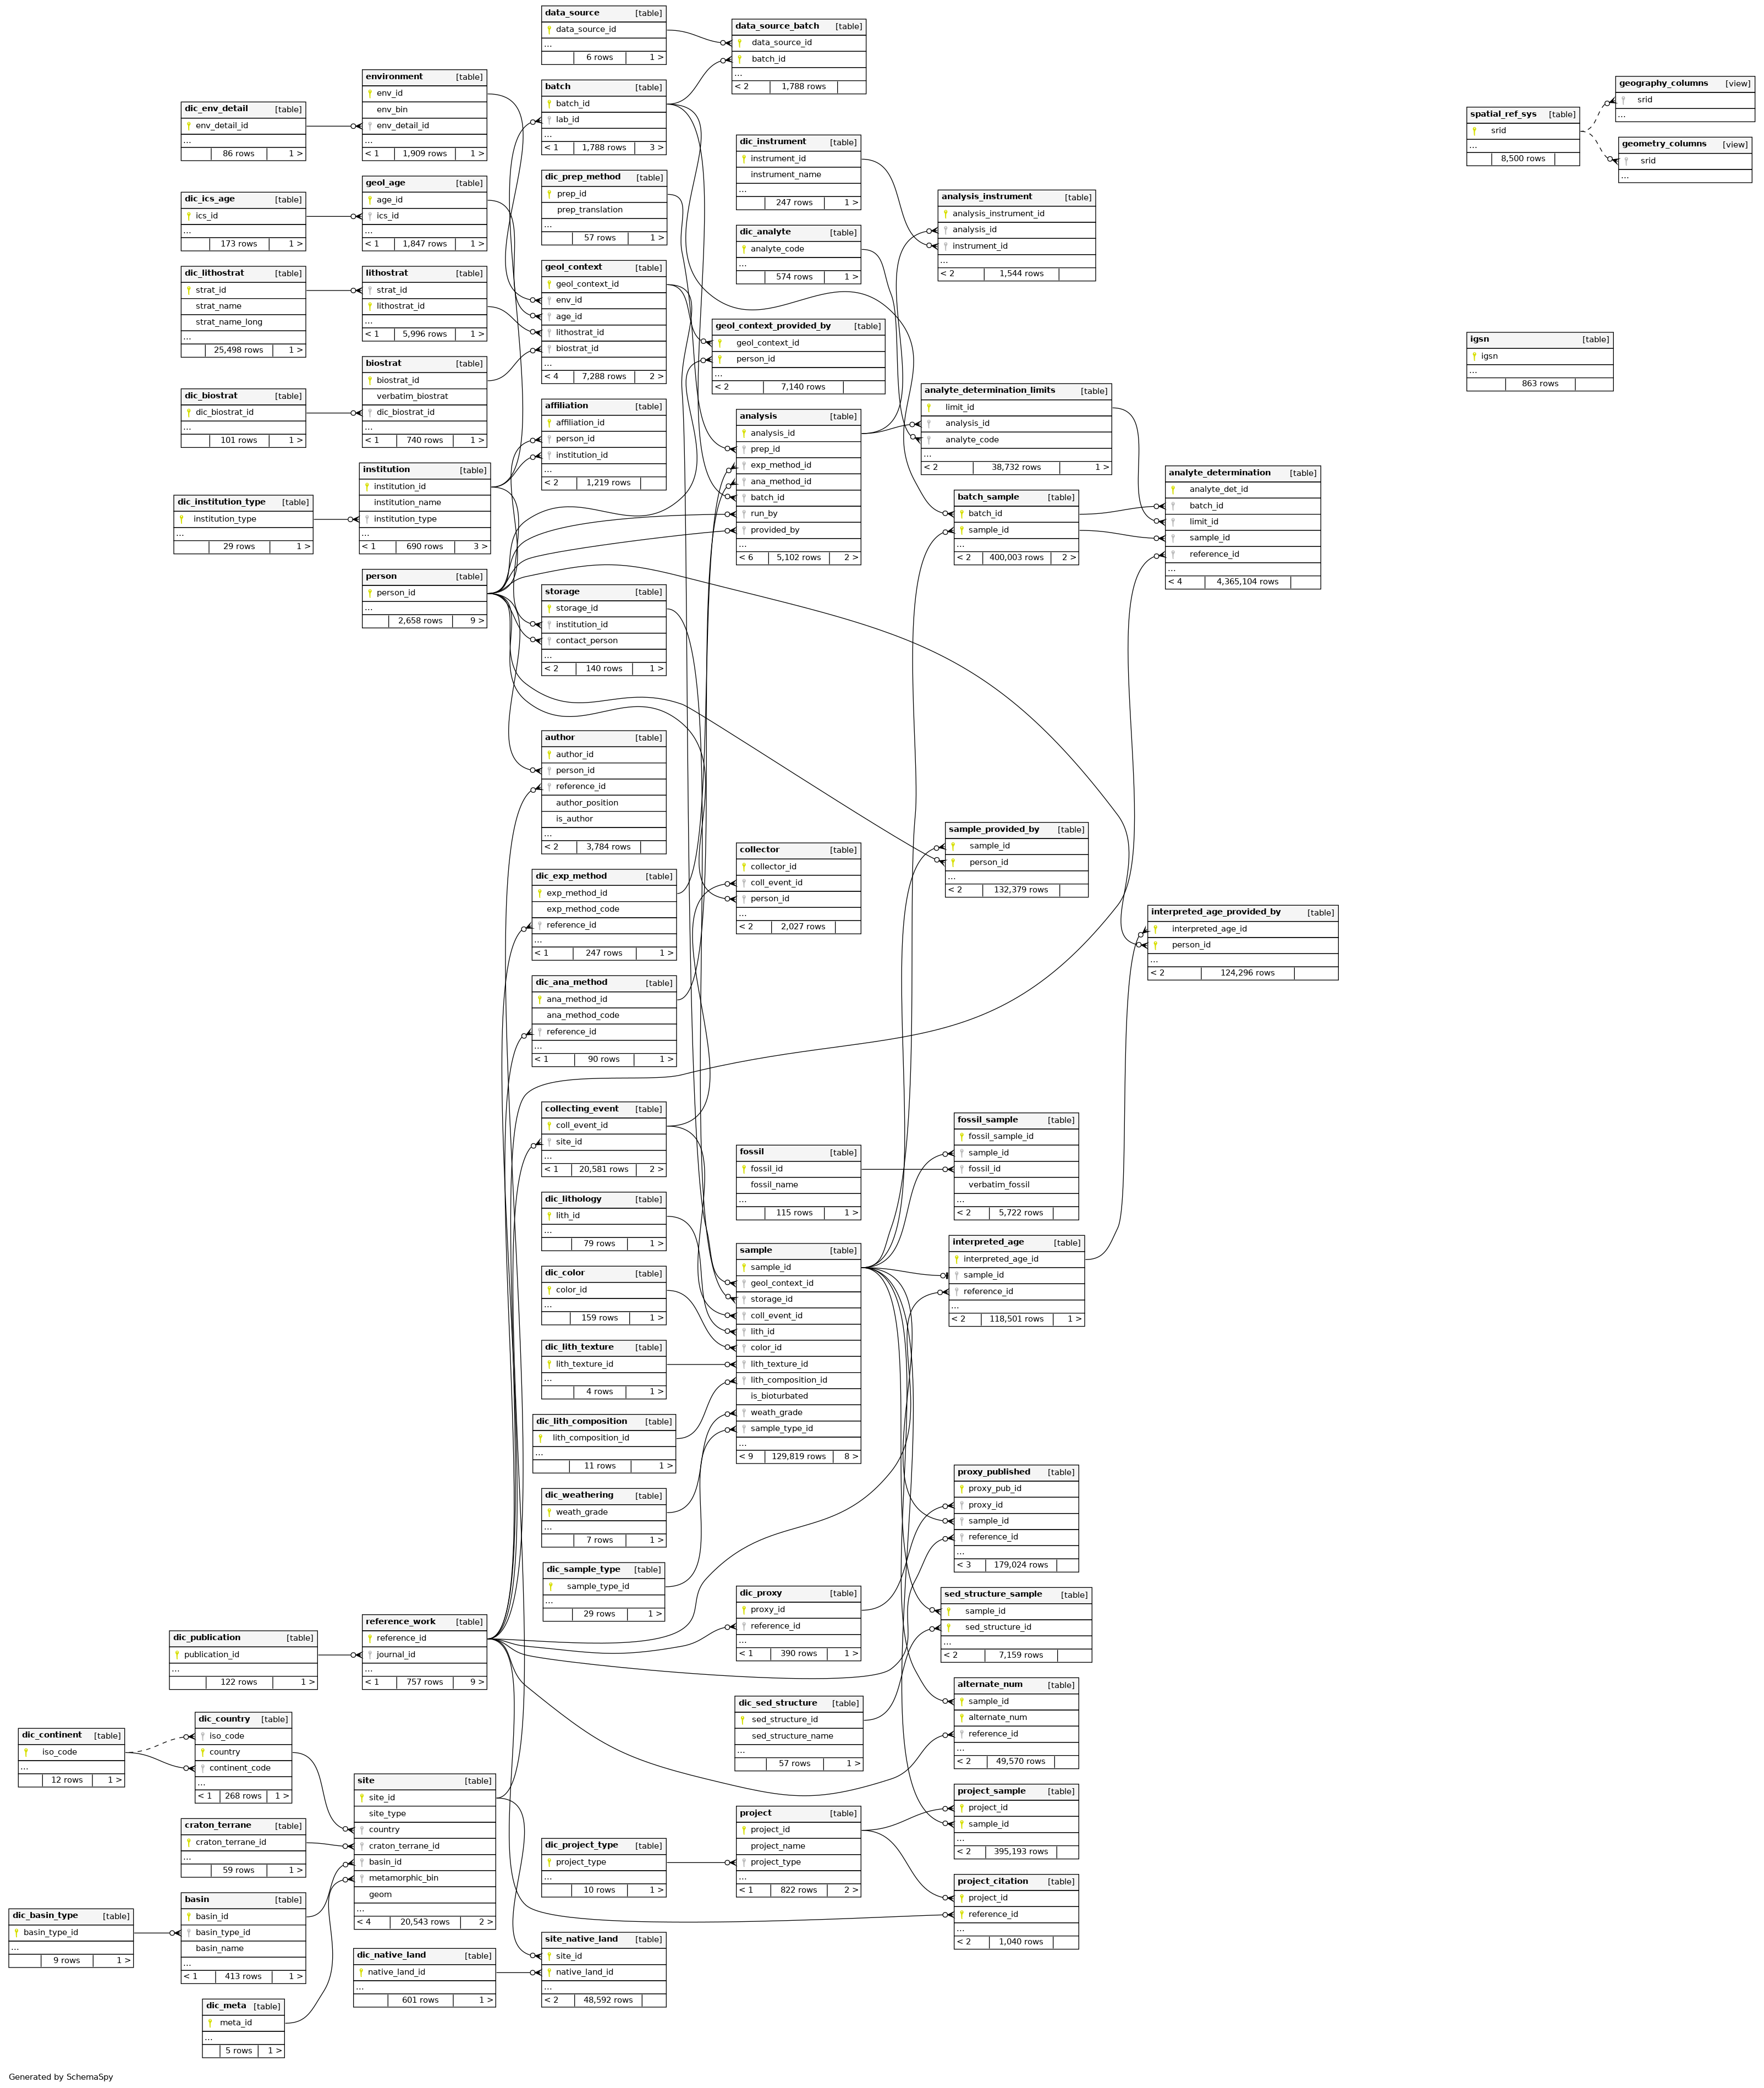 data_source [table]
data_source_id
...
6 rows 1 >
data_source_batch [table]
data_source_id
batch_id
...
< 2 1,788 rows
environment [table]
env_id
env_bin
env_detail_id
...
< 1 1,909 rows 1 >
dic_env_detail [table]
env_detail_id
...
86 rows 1 >
batch [table]
batch_id
lab_id
...
< 1 1,788 rows 3 >
geography_columns [view]
srid
...
spatial_ref_sys [table]
srid
...
8,500 rows
geometry_columns [view]
srid
...
dic_instrument [table]
instrument_id
instrument_name
...
247 rows 1 >
dic_prep_method [table]
prep_id
prep_translation
...
57 rows 1 >
geol_age [table]
age_id
ics_id
...
< 1 1,847 rows 1 >
dic_ics_age [table]
ics_id
...
173 rows 1 >
analysis_instrument [table]
analysis_instrument_id
analysis_id
instrument_id
...
< 2 1,544 rows
dic_analyte [table]
analyte_code
...
574 rows 1 >
dic_lithostrat [table]
strat_id
strat_name
strat_name_long
...
25,498 rows 1 >
lithostrat [table]
strat_id
lithostrat_id
...
< 1 5,996 rows 1 >
geol_context [table]
geol_context_id
env_id
age_id
lithostrat_id
biostrat_id
...
< 4 7,288 rows 2 >
geol_context_provided_by [table]
geol_context_id
person_id
...
< 2 7,140 rows
igsn [table]
igsn
...
863 rows
biostrat [table]
biostrat_id
verbatim_biostrat
dic_biostrat_id
...
< 1 740 rows 1 >
dic_biostrat [table]
dic_biostrat_id
...
101 rows 1 >
affiliation [table]
affiliation_id
person_id
institution_id
...
< 2 1,219 rows
analysis [table]
analysis_id
prep_id
exp_method_id
ana_method_id
batch_id
run_by
provided_by
...
< 6 5,102 rows 2 >
analyte_determination_limits [table]
limit_id
analysis_id
analyte_code
...
< 2 38,732 rows 1 >
analyte_determination [table]
analyte_det_id
batch_id
limit_id
sample_id
reference_id
...
< 4 4,365,104 rows
batch_sample [table]
batch_id
sample_id
...
< 2 400,003 rows 2 >
institution [table]
institution_id
institution_name
institution_type
...
< 1 690 rows 3 >
dic_institution_type [table]
institution_type
...
29 rows 1 >
person [table]
person_id
...
2,658 rows 9 >
storage [table]
storage_id
institution_id
contact_person
...
< 2 140 rows 1 >
author [table]
author_id
person_id
reference_id
author_position
is_author
...
< 2 3,784 rows
sample_provided_by [table]
sample_id
person_id
...
< 2 132,379 rows
collector [table]
collector_id
coll_event_id
person_id
...
< 2 2,027 rows
dic_exp_method [table]
exp_method_id
exp_method_code
reference_id
...
< 1 247 rows 1 >
interpreted_age_provided_by [table]
interpreted_age_id
person_id
...
< 2 124,296 rows
dic_ana_method [table]
ana_method_id
ana_method_code
reference_id
...
< 1 90 rows 1 >
collecting_event [table]
coll_event_id
site_id
...
< 1 20,581 rows 2 >
fossil_sample [table]
fossil_sample_id
sample_id
fossil_id
verbatim_fossil
...
< 2 5,722 rows
fossil [table]
fossil_id
fossil_name
...
115 rows 1 >
dic_lithology [table]
lith_id
...
79 rows 1 >
interpreted_age [table]
interpreted_age_id
sample_id
reference_id
...
< 2 118,501 rows 1 >
sample [table]
sample_id
geol_context_id
storage_id
coll_event_id
lith_id
color_id
lith_texture_id
lith_composition_id
is_bioturbated
weath_grade
sample_type_id
...
< 9 129,819 rows 8 >
dic_color [table]
color_id
...
159 rows 1 >
dic_lith_texture [table]
lith_texture_id
...
4 rows 1 >
dic_lith_composition [table]
lith_composition_id
...
11 rows 1 >
dic_weathering [table]
weath_grade
...
7 rows 1 >
proxy_published [table]
proxy_pub_id
proxy_id
sample_id
reference_id
...
< 3 179,024 rows
dic_sample_type [table]
sample_type_id
...
29 rows 1 >
dic_proxy [table]
proxy_id
reference_id
...
< 1 390 rows 1 >
sed_structure_sample [table]
sample_id
sed_structure_id
...
< 2 7,159 rows
reference_work [table]
reference_id
journal_id
...
< 1 757 rows 9 >
dic_publication [table]
publication_id
...
122 rows 1 >
alternate_num [table]
sample_id
alternate_num
reference_id
...
< 2 49,570 rows
dic_sed_structure [table]
sed_structure_id
sed_structure_name
...
57 rows 1 >
dic_country [table]
iso_code
country
continent_code
...
< 1 268 rows 1 >
dic_continent [table]
iso_code
...
12 rows 1 >
site [table]
site_id
site_type
country
craton_terrane_id
basin_id
metamorphic_bin
geom
...
< 4 20,543 rows 2 >
project_sample [table]
project_id
sample_id
...
< 2 395,193 rows
project [table]
project_id
project_name
project_type
...
< 1 822 rows 2 >
craton_terrane [table]
craton_terrane_id
...
59 rows 1 >
dic_project_type [table]
project_type
...
10 rows 1 >
project_citation [table]
project_id
reference_id
...
< 2 1,040 rows
basin [table]
basin_id
basin_type_id
basin_name
...
< 1 413 rows 1 >
dic_basin_type [table]
basin_type_id
...
9 rows 1 >
site_native_land [table]
site_id
native_land_id
...
< 2 48,592 rows
dic_native_land [table]
native_land_id
...
601 rows 1 >
dic_meta [table]
meta_id
...
5 rows 1 >
Generated by SchemaSpy